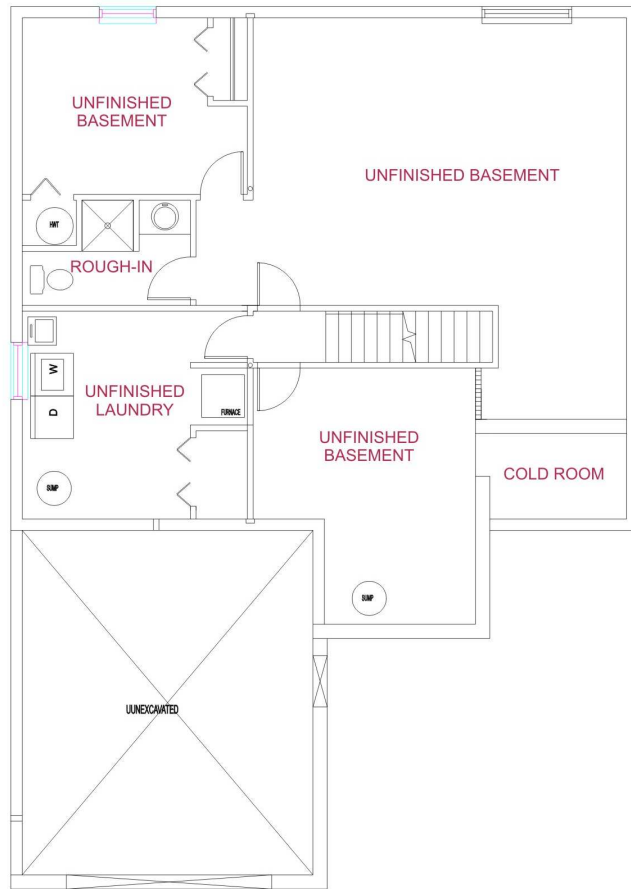 UNFINISHED
BASEMENT
UNFINISHED BASEMENT
HWT
ROUGH-IN
W
D
UNFINISHED
LAUNDRY
FURNACE
UNFINISHED
BASEMENT
COLD ROOM
SUMP
SUMP
UUNEXCAVATED